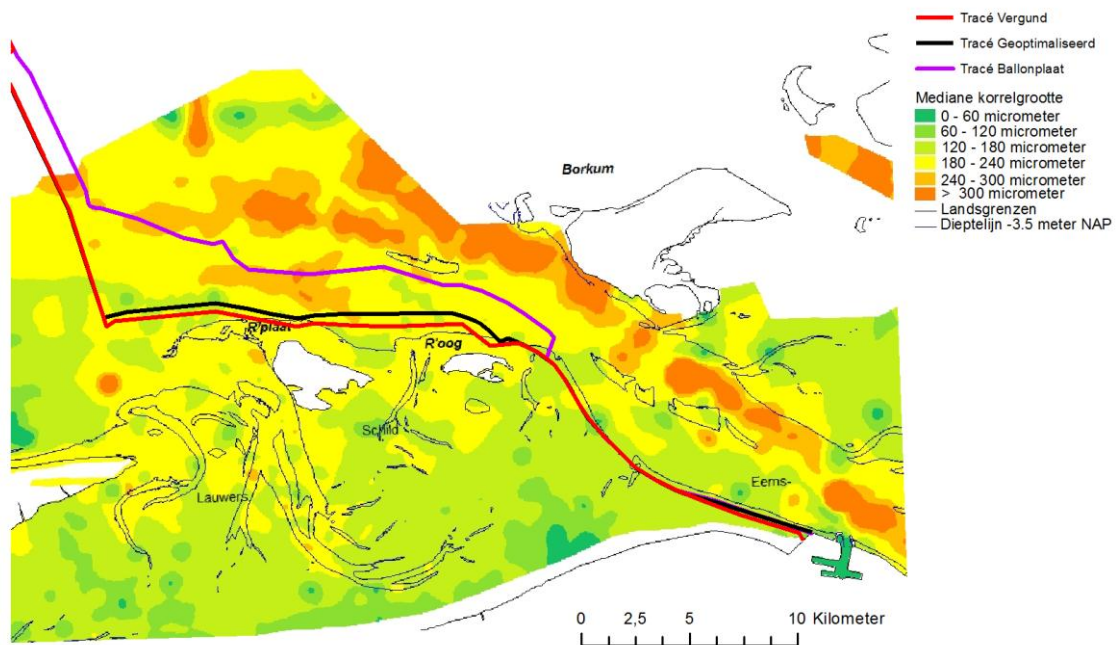 Tracé Vergund
Tracé Geoptimaliseerd
Tracé Ballonplaat
Mediane korrelgrootte
0 - 60 micrometer
60 - 120 micrometer
120 - 180 micrometer
180 - 240 micrometer
240 - 300 micrometer
> 300 micrometer
Landsgrenzen
Dieptelijn -3.5 meter NAP
Borkum
R'plaat
R'oog
Schild
Lauwers
Eems-
0 2,5 5 10 Kilometer